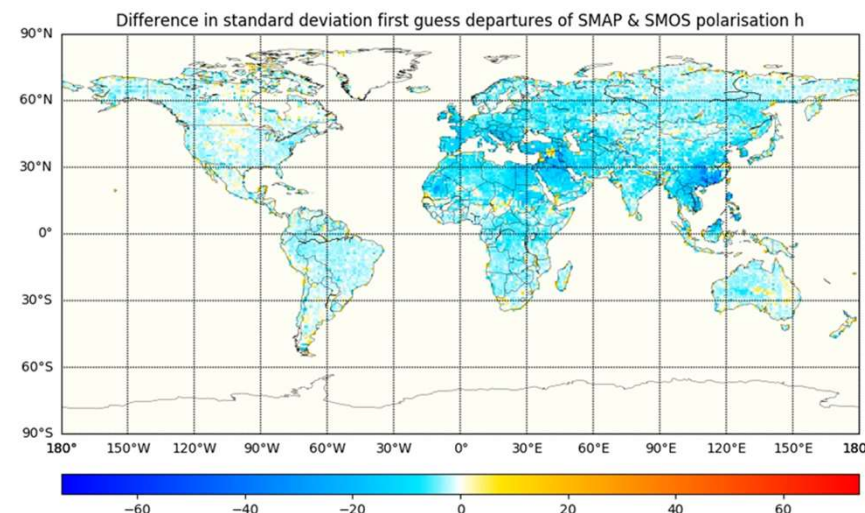 Difference in standard deviation first guess departures of SMAP & SMOS polarisation h
90°N
60°N
30°N
0°
30°S
60°S
90°S
180° 150°W 120°W 90°W 60°W 30°W 0° 30°E 60°E 90°E 120°E 150°E 180
−60 −40 −20 0 20 40 60